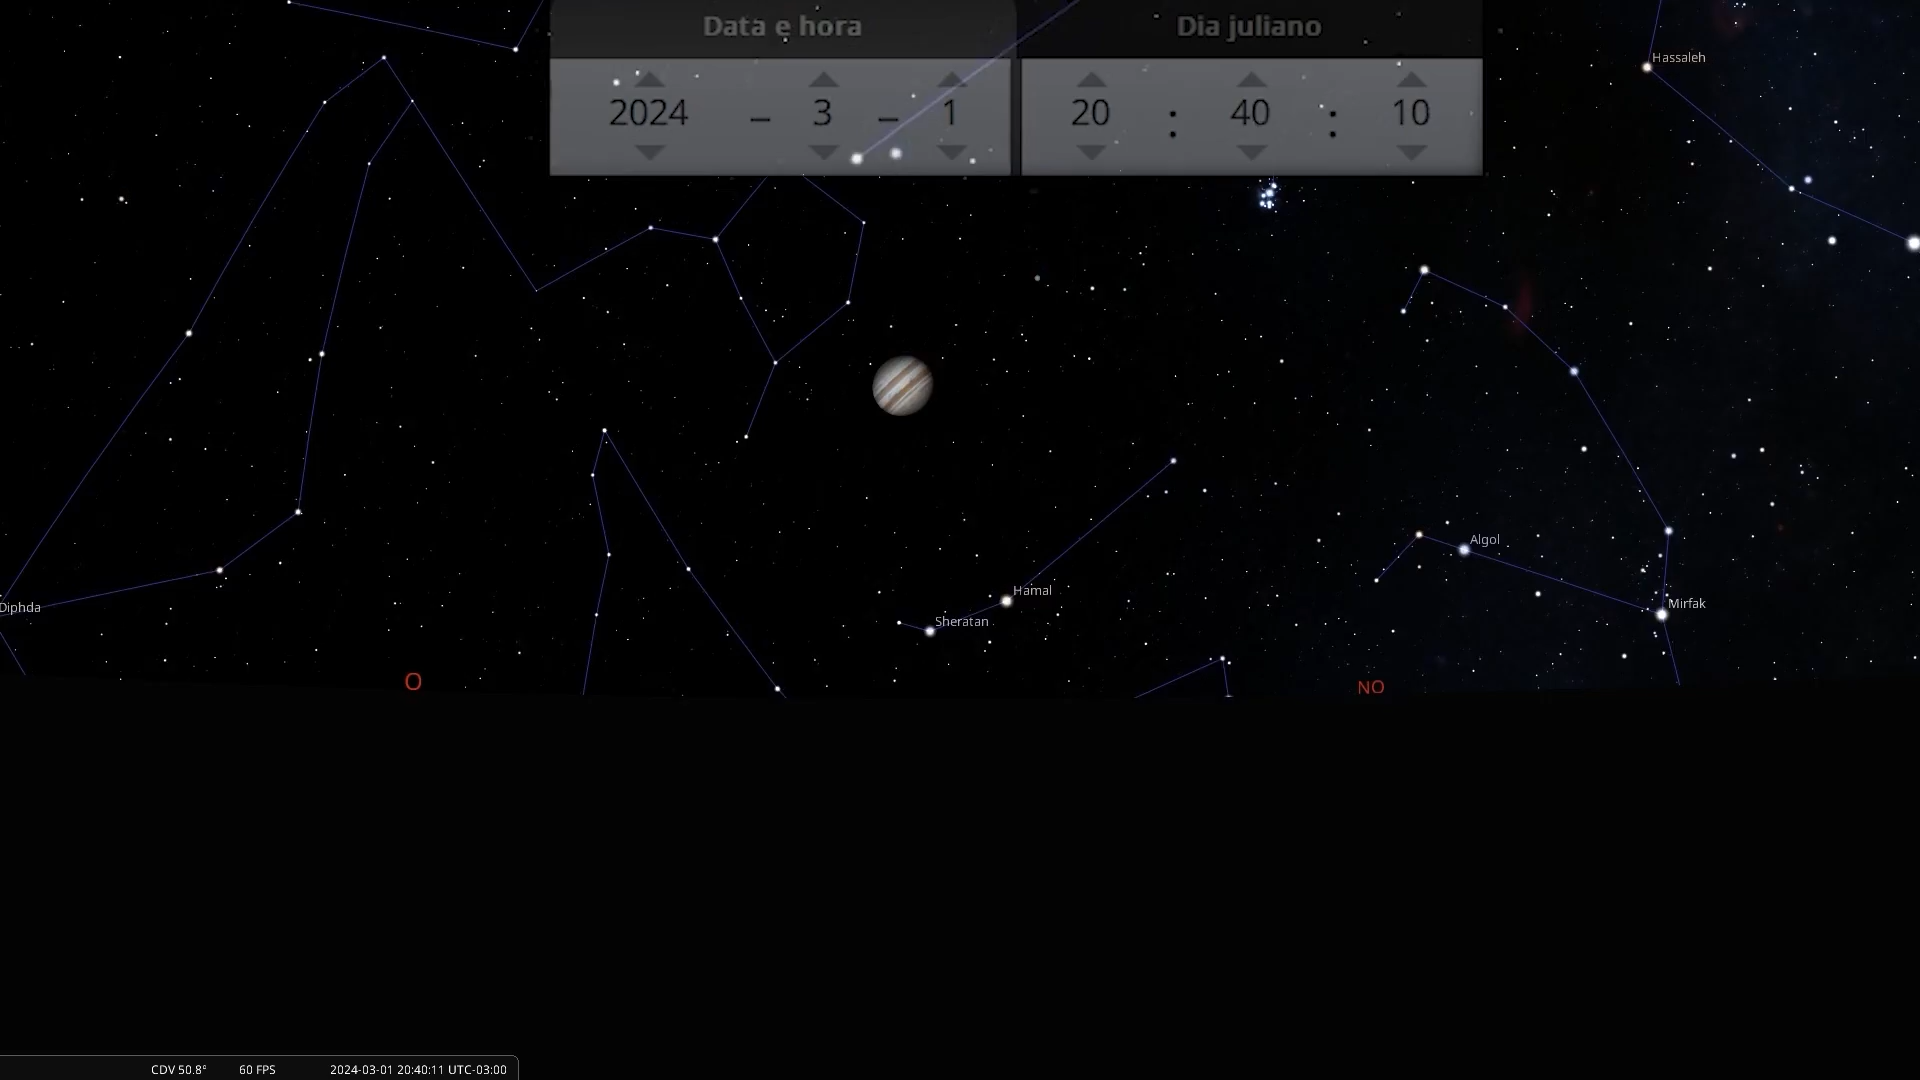 Data e hora
Dia juliano
2024 – 3 – 1
20 : 40 : 10
Hassaleh
Algol
Hamal
Mirfak
Diphda
Sheratan
O
NO
CDV 50.8° 60 FPS 2024-03-01 20:40:11 UTC-03:00